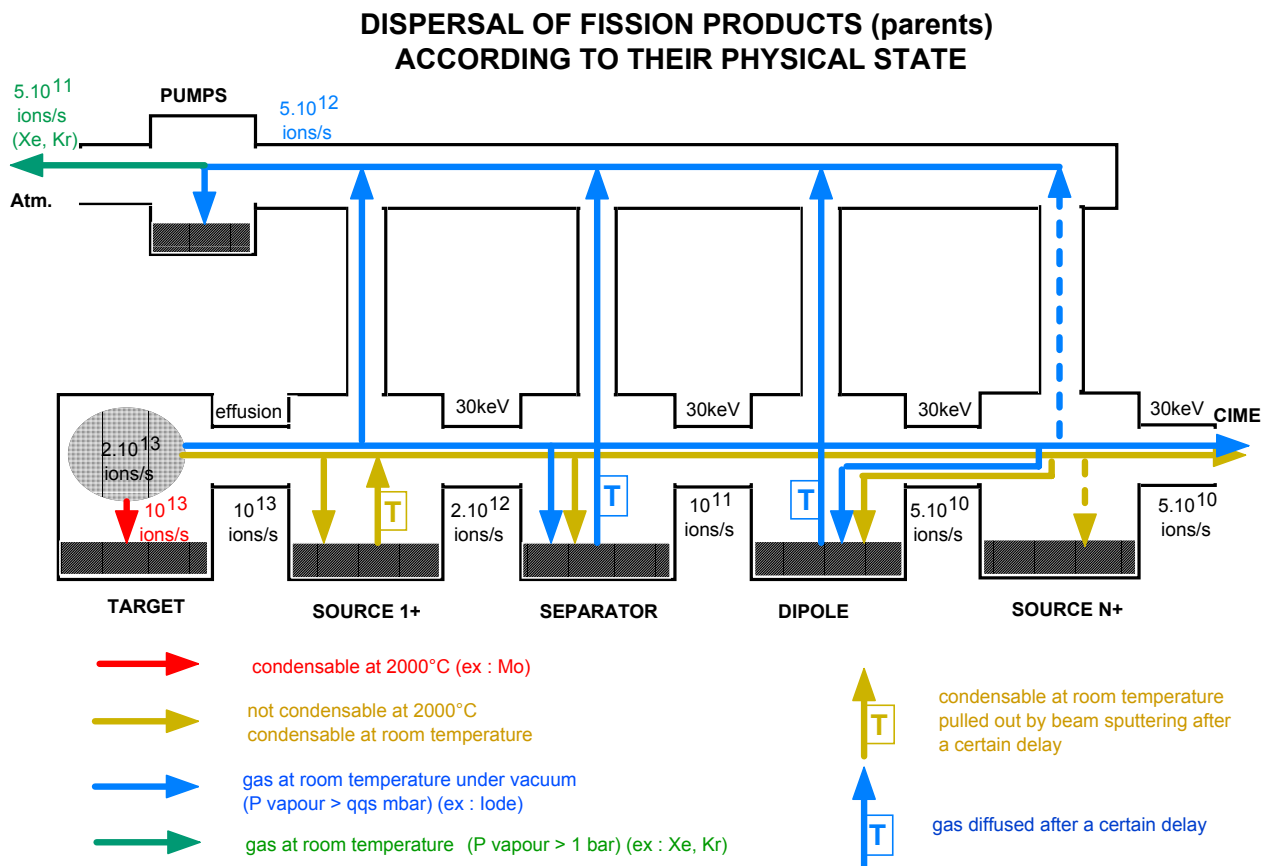 DISPERSAL OF FISSION PRODUCTS (parents)
ACCORDING TO THEIR PHYSICAL STATE
5.10^11
ions/s
(Xe, Kr)
PUMPS
5.10^12
ions/s
Atm.
effusion
30keV
30keV
30keV
30keV
CIME
2.10^13
ions/s
10^13
ions/s
10^13
ions/s
T
2.10^12
ions/s
T
10^11
ions/s
T
5.10^10
ions/s
5.10^10
ions/s
TARGET
SOURCE 1+
SEPARATOR
DIPOLE
SOURCE N+
condensable at 2000°C (ex : Mo)
not condensable at 2000°C
condensable at room temperature
gas at room temperature under vacuum
(P vapour > qqs mbar) (ex : Iode)
gas at room temperature (P vapour > 1 bar) (ex : Xe, Kr)
T
condensable at room temperature
pulled out by beam sputtering after
a certain delay
T
gas diffused after a certain delay